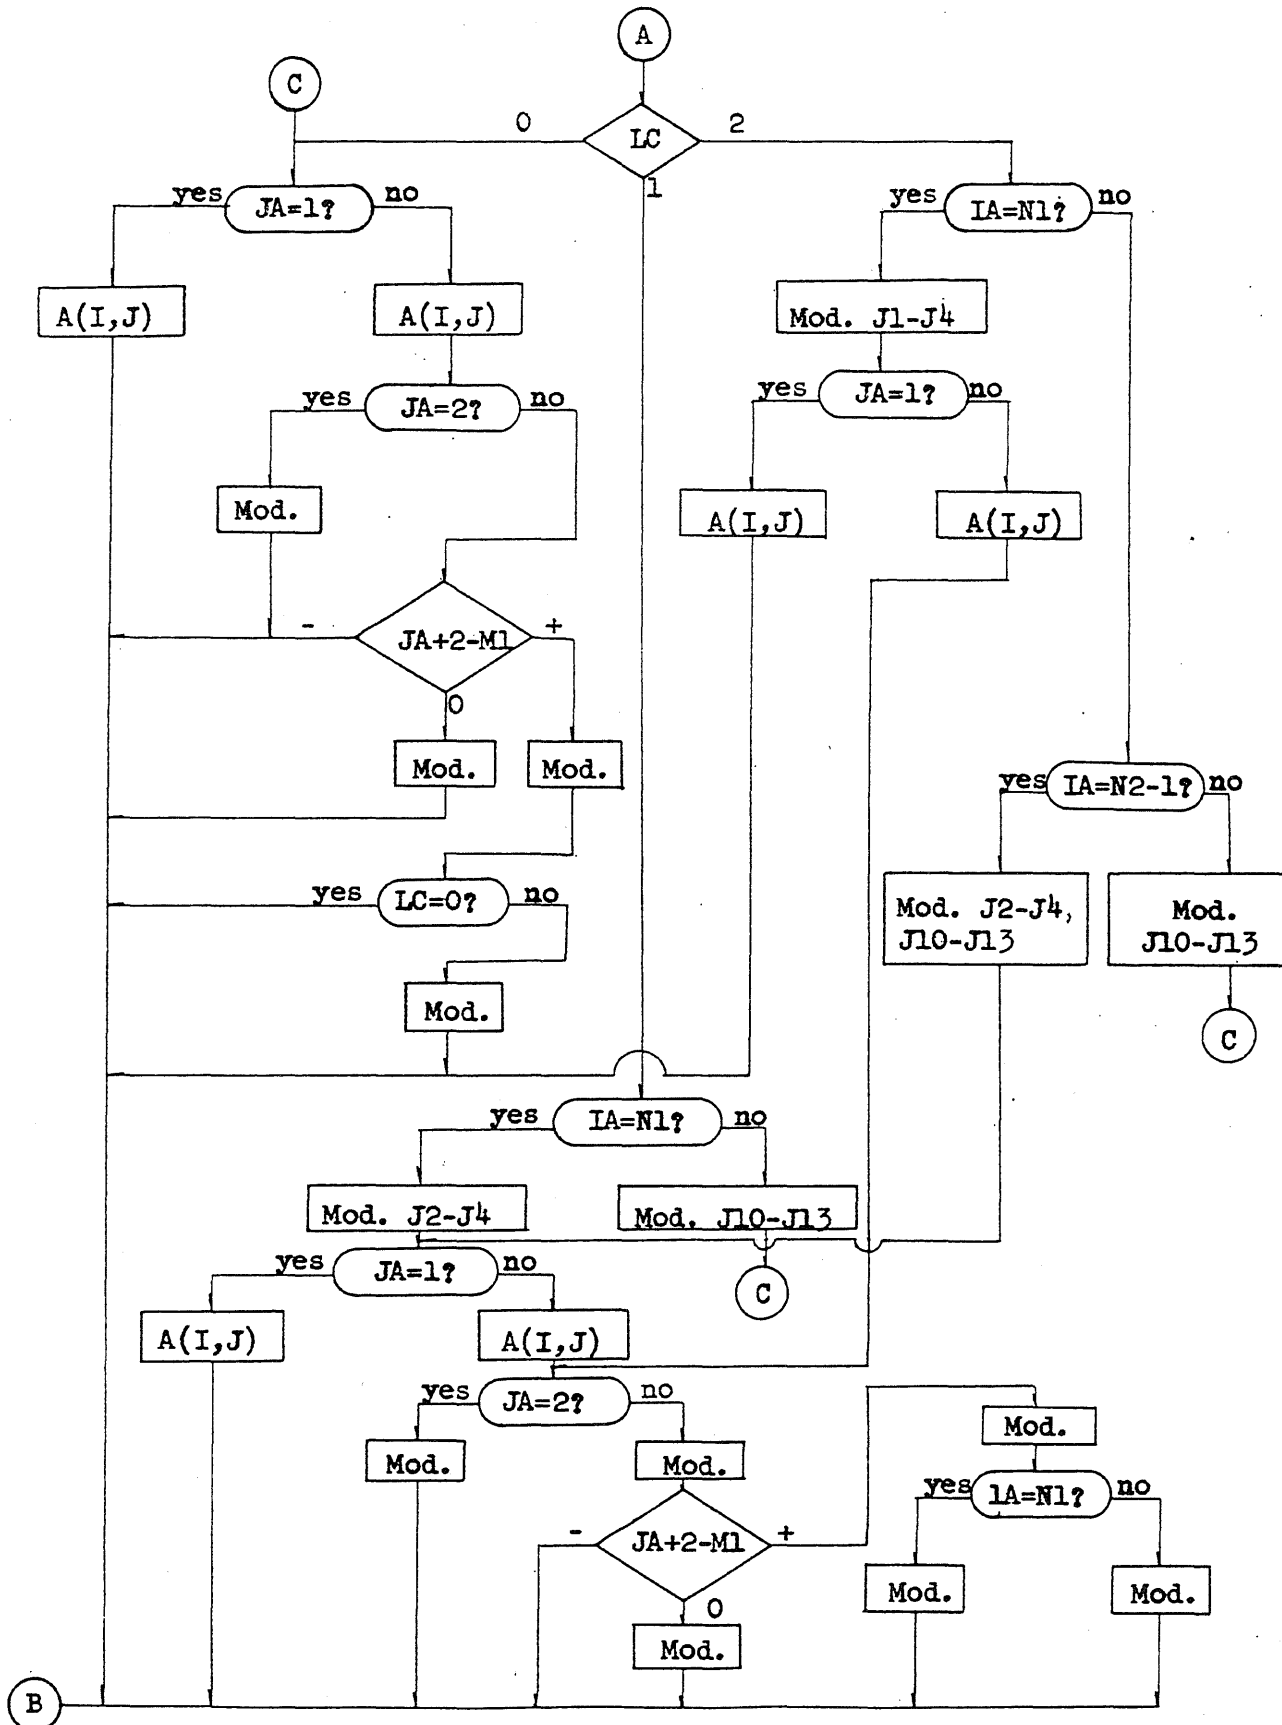 A
C
0
LC
2
1
yes
JA=1?
no
yes
IA=N1?
no
A(I,J)
A(I,J)
Mod. J1-J4
yes
JA=2?
no
yes
JA=1?
no
Mod.
A(I,J)
A(I,J)
-
JA+2-M1
+
0
Mod.
Mod.
yes
IA=N2-1?
no
yes
LC=0?
no
Mod. J2-J4,
J10-J13
Mod.
J10-J13
Mod.
C
yes
IA=N1?
no
Mod. J2-J4
Mod. J10-J13
yes
JA=1?
no
C
A(I,J)
A(I,J)
yes
JA=2?
no
Mod.
Mod.
Mod.
yes
1A=N1?
no
-
JA+2-M1
+
Mod.
Mod.
0
Mod.
B